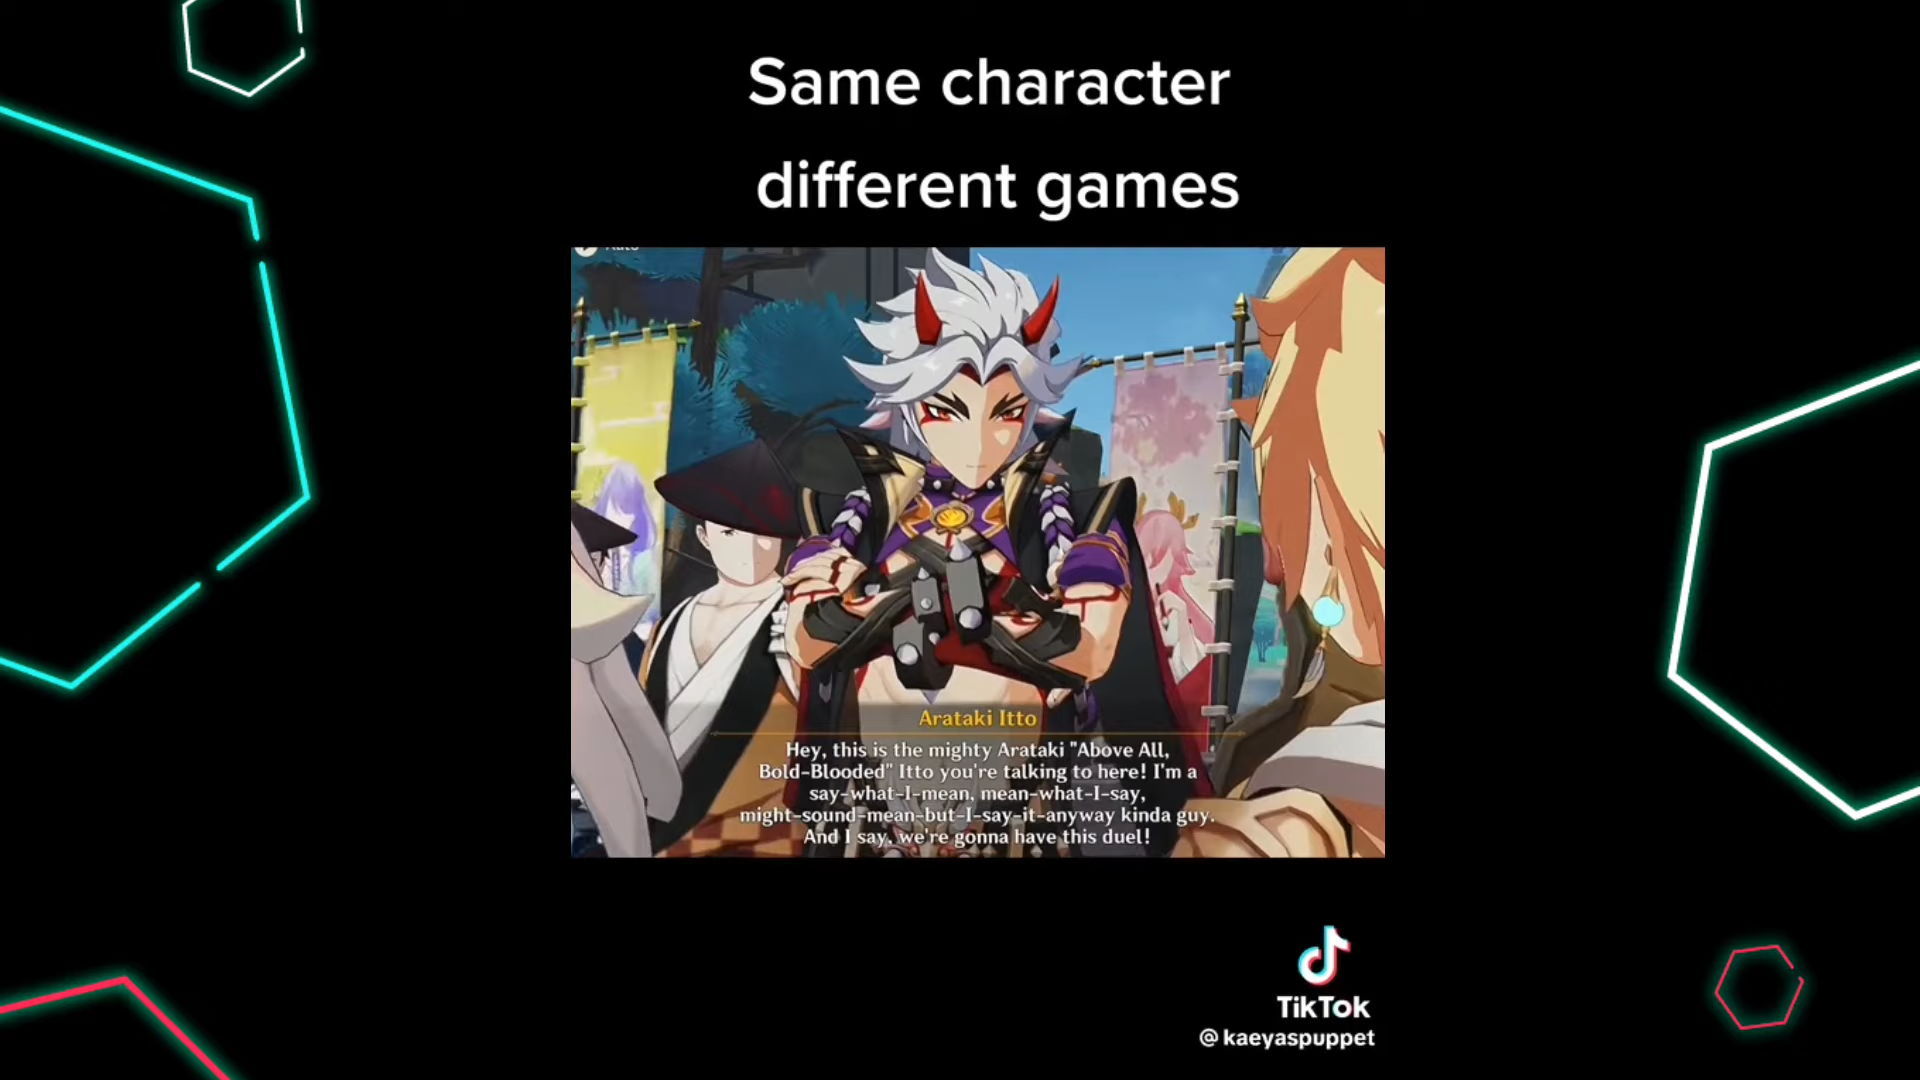 Same character
different games
Auto
Arataki Itto
Hey, this is the mighty Arataki "Above All,
Bold-Blooded" Itto you're talking to here! I'm a
say-what-I-mean, mean-what-I-say,
might-sound-mean-but-I-say-it-anyway kinda guy.
And I say, we're gonna have this duel!
TikTok
@kaeyaspuppet